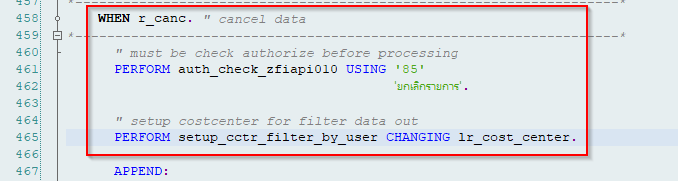 457 *----------------------------------------------------------------------*
458 WHEN r_canc. " cancel data
459 *----------------------------------------------------------------------*
460 " must be check authorize before processing
461 PERFORM auth_check_zfiapi010 USING '85'
462 'ยกเลิกรายการ'.
463
464 " setup costcenter for filter data out
465 PERFORM setup_cctr_filter_by_user CHANGING lr_cost_center.
466
467 APPEND: